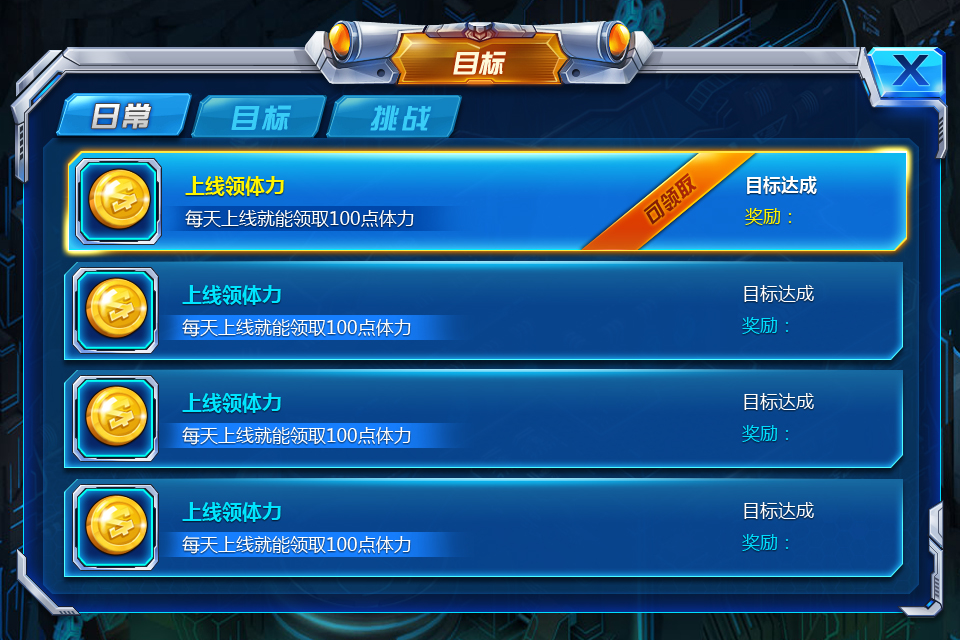 目标
日常
目标
挑战
上线领体力
每天上线就能领取100点体力
可领取
目标达成
奖励：
上线领体力
每天上线就能领取100点体力
目标达成
奖励：
上线领体力
每天上线就能领取100点体力
目标达成
奖励：
上线领体力
每天上线就能领取100点体力
目标达成
奖励：